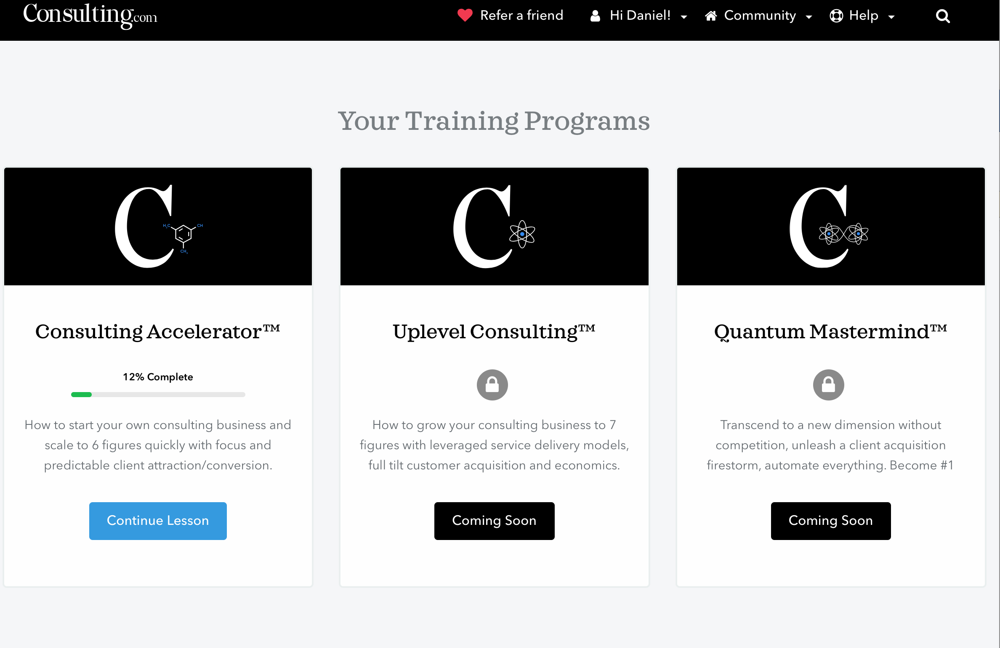 Consulting.com
Refer a friend
Hi Daniel!
Community
Help
Your Training Programs
H2C
CH
CH3
Consulting Accelerator™
12% Complete
How to start your own consulting business and
scale to 6 figures quickly with focus and
predictable client attraction/conversion.
Continue Lesson
Uplevel Consulting™
How to grow your consulting business to 7
figures with leveraged service delivery models,
full tilt customer acquisition and economics.
Coming Soon
Quantum Mastermind™
Transcend to a new dimension without
competition, unleash a client acquisition
firestorm, automate everything. Become #1
Coming Soon